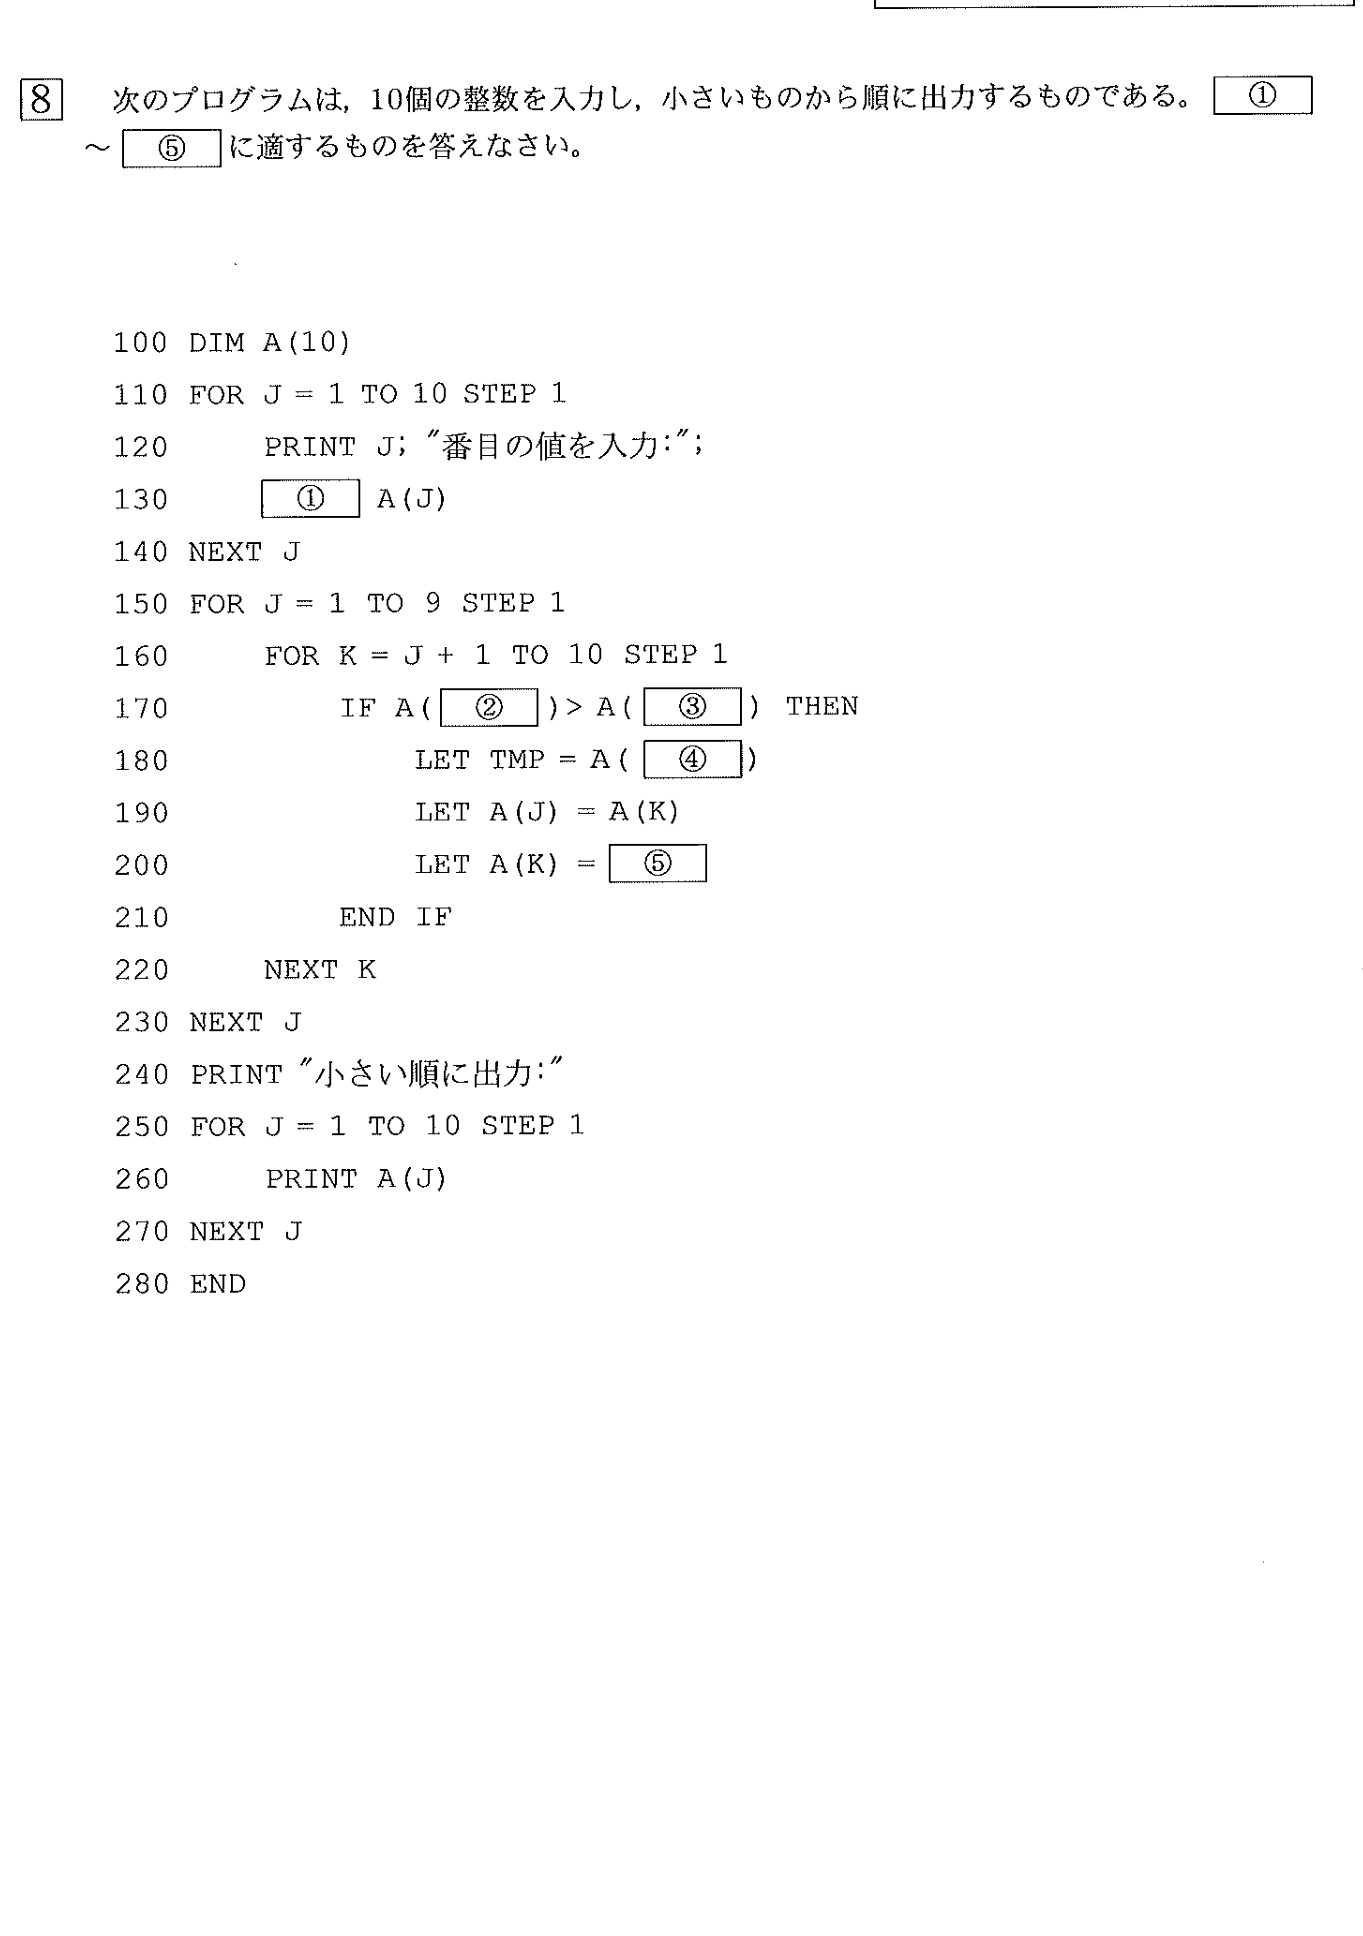 8 次のプログラムは，10個の整数を入力し，小さいものから順に出力するものである。 ①
～ ⑤ に適するものを答えなさい。
100 DIM A(10)
110 FOR J = 1 TO 10 STEP 1
120 PRINT J; "番目の値を入力:";
130 ① A(J)
140 NEXT J
150 FOR J = 1 TO 9 STEP 1
160 FOR K = J + 1 TO 10 STEP 1
170 IF A( ② )> A( ③ ) THEN
180 LET TMP = A( ④ )
190 LET A(J) = A(K)
200 LET A(K) = ⑤
210 END IF
220 NEXT K
230 NEXT J
240 PRINT "小さい順に出力:"
250 FOR J = 1 TO 10 STEP 1
260 PRINT A(J)
270 NEXT J
280 END